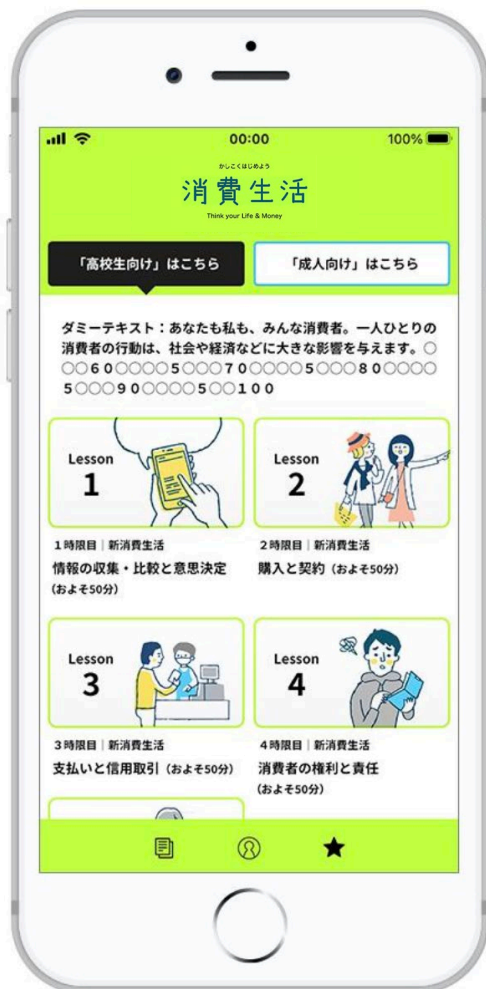 00:00
100%
かしこくはじめよう
消費生活
Think your Life & Money
「高校生向け」はこちら
「成人向け」はこちら
ダミーテキスト：あなたも私も、みんな消費者。一人ひとりの
消費者の行動は、社会や経済などに大きな影響を与えます。○
○○６０○○○○５○○○７０○○○○５○○○８０○○○○
５○○○９０○○○○５○○１００
Lesson
1
Lesson
2
1時限目｜新消費生活
情報の収集・比較と意思決定
(およそ50分)
2時限目｜新消費生活
購入と契約（およそ50分）
Lesson
3
Lesson
4
3時限目｜新消費生活
支払いと信用取引（およそ50分）
4時限目｜新消費生活
消費者の権利と責任
(およそ50分)